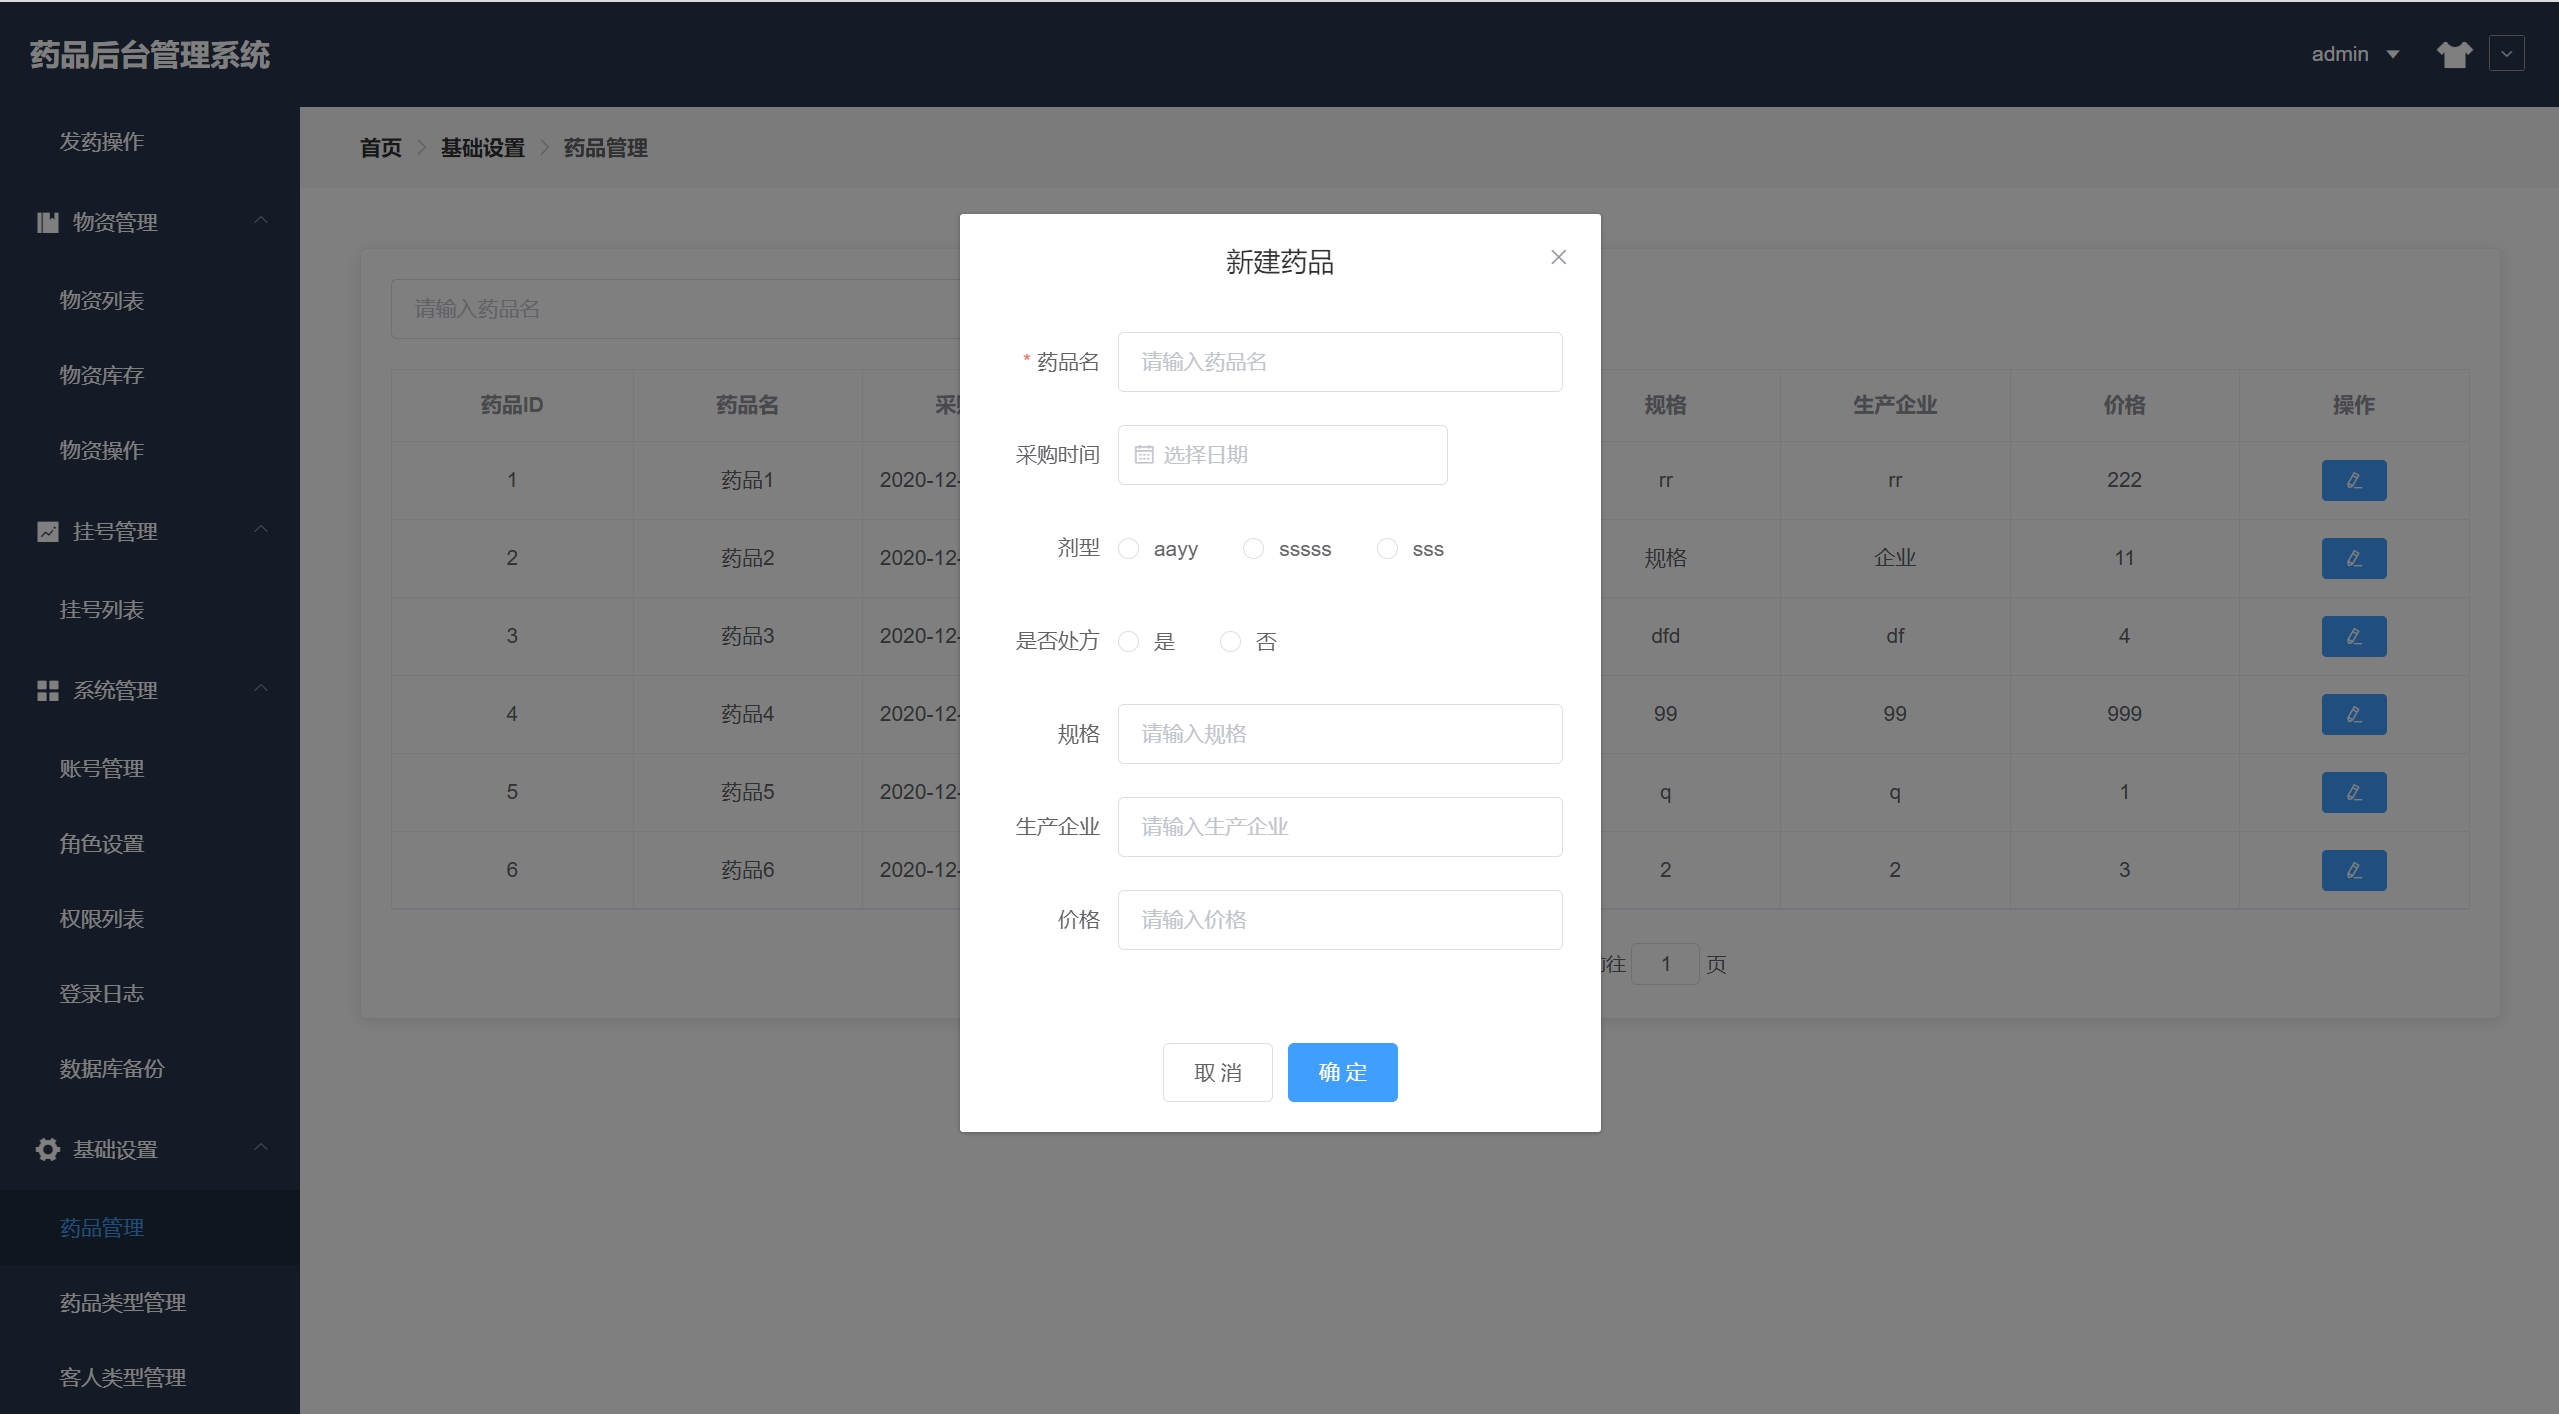 药品后台管理系统
admin
发药操作
物资管理
物资列表
物资库存
物资操作
挂号管理
挂号列表
系统管理
账号管理
角色设置
权限列表
登录日志
数据库备份
基础设置
药品管理
药品类型管理
客人类型管理
首页 基础设置 药品管理
请输入药品名
药品ID 药品名 规格 生产企业 价格 操作
1 药品1 2020-12- rr rr 222
2 药品2 2020-12- 规格 企业 11
3 药品3 2020-12- dfd df 4
4 药品4 2020-12- 99 99 999
5 药品5 2020-12- q q 1
6 药品6 2020-12- 2 2 3
往 1 页
新建药品
* 药品名 请输入药品名
采购时间 选择日期
剂型 aayy sssss sss
是否处方 是 否
规格 请输入规格
生产企业 请输入生产企业
价格 请输入价格
取 消 确 定